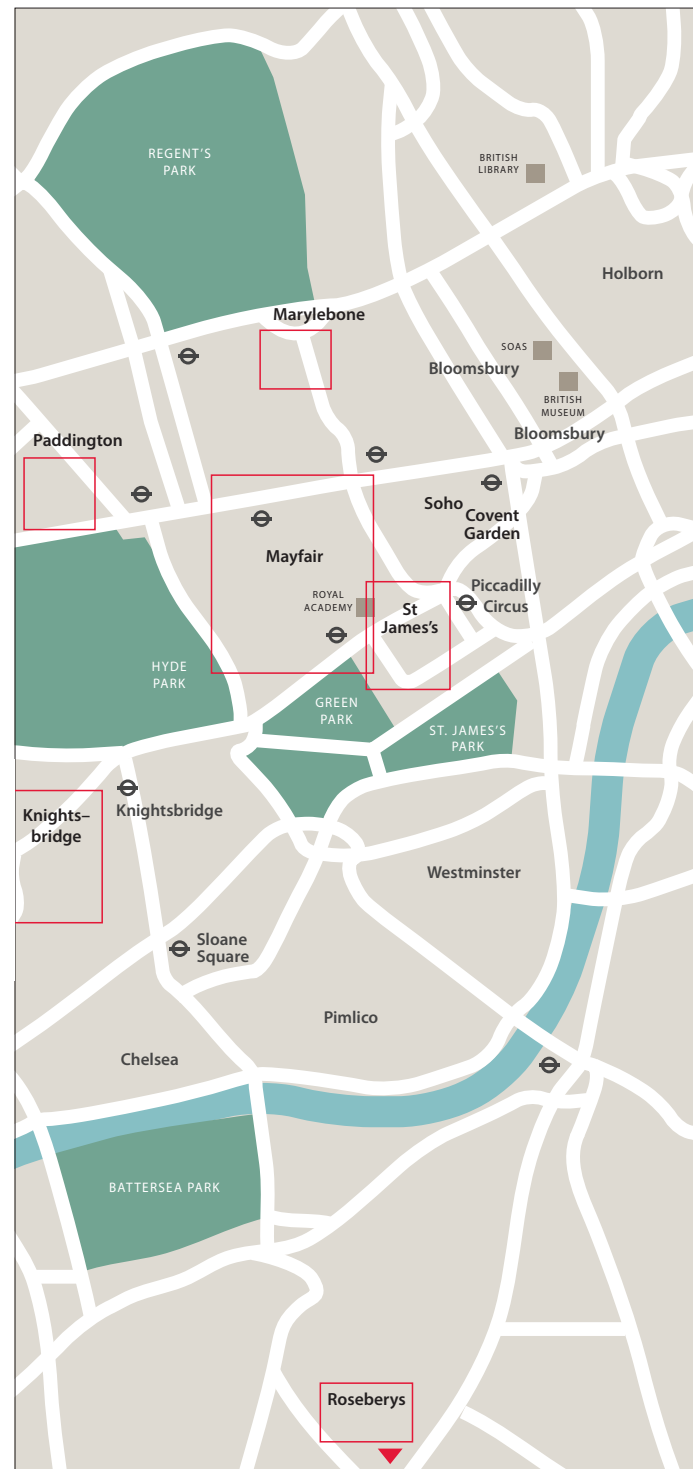 REGENT'S
PARK
BRITISH
LIBRARY
Holborn
Marylebone
SOAS
Bloomsbury
BRITISH
MUSEUM
Bloomsbury
Paddington
Soho
Covent
Garden
Mayfair
Piccadilly
Circus
ROYAL
ACADEMY
St
James's
HYDE
PARK
GREEN
PARK
ST. JAMES'S
PARK
Knightsbridge
Knights–
bridge
Westminster
Sloane
Square
Pimlico
Chelsea
BATTERSEA PARK
Roseberys